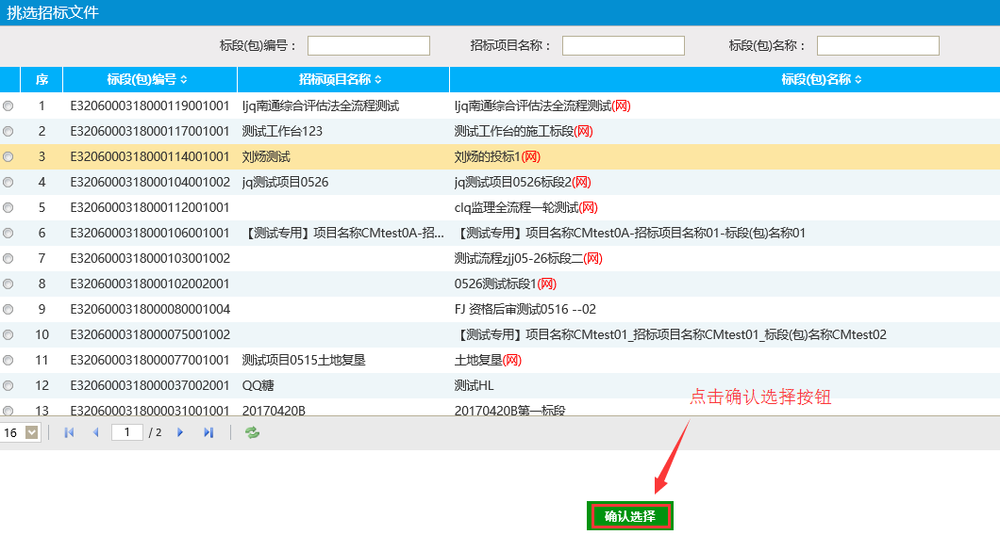 挑选招标文件
标段(包)编号： 招标项目名称： 标段(包)名称：
序 标段(包)编号 招标项目名称 标段(包)名称
1 E3206000318000119001001 ljq南通综合评估法全流程测试 ljq南通综合评估法全流程测试(网)
2 E3206000318000117001001 测试工作台123 测试工作台的施工标段(网)
3 E3206000318000114001001 刘炀测试 刘炀的投标1(网)
4 E3206000318000104001002 jq测试项目0526 jq测试项目0526标段2(网)
5 E3206000318000112001001 clq监理全流程一轮测试(网)
6 E3206000318000106001001 【测试专用】项目名称CMtest0A-招... 【测试专用】项目名称CMtest0A-招标项目名称01-标段(包)名称01
7 E3206000318000103001002 测试流程zjj05-26标段二(网)
8 E3206000318000102002001 0526测试标段1(网)
9 E3206000318000080001004 FJ 资格后审测试0516 --02
10 E3206000318000075001002 【测试专用】项目名称CMtest01_招标项目名称CMtest01_标段(包)名称CMtest02
11 E3206000318000077001001 测试项目0515土地复垦 土地复垦(网)
12 E3206000318000037002001 QQ糖 测试HL
13 E3206000318000031001001 20170420B 20170420B第一标段
点击确认选择按钮
16 1 / 2
确认选择